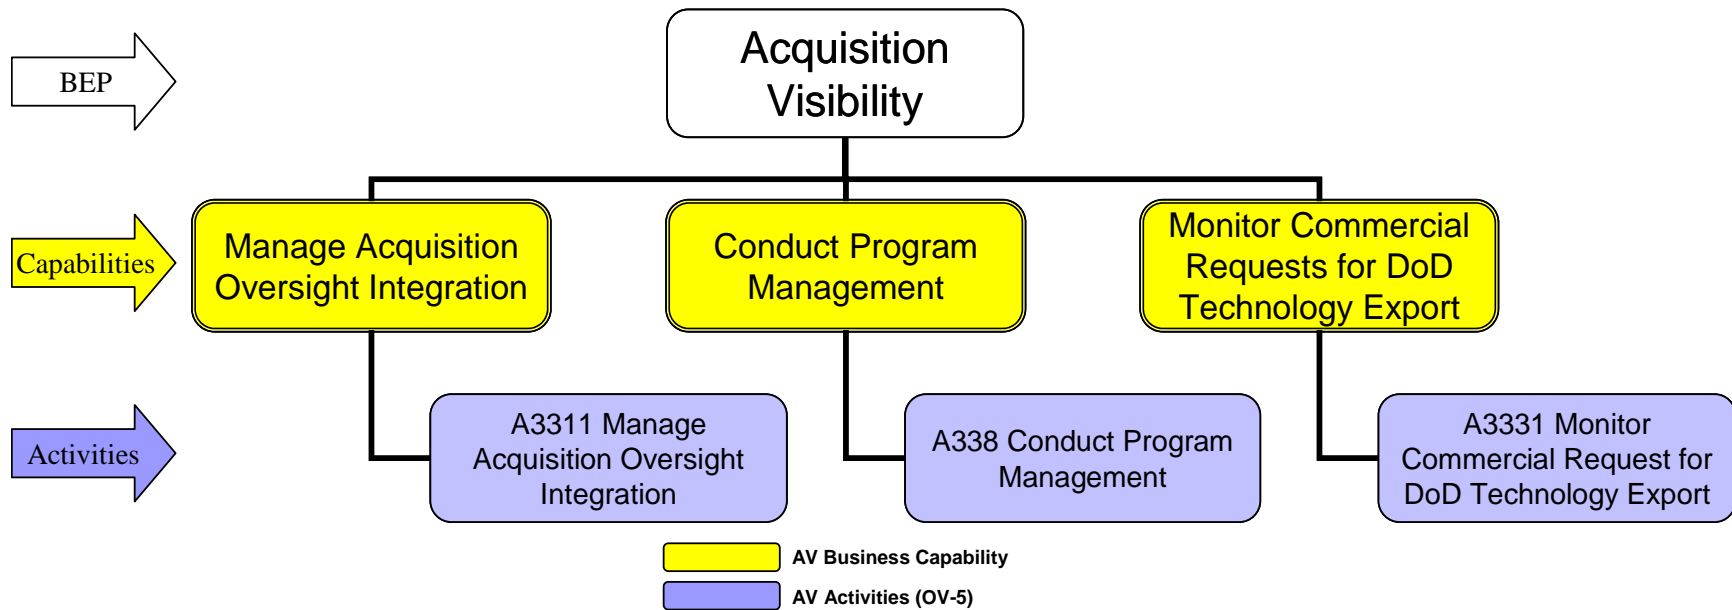 BEP
Acquisition
Visibility
Capabilities
Manage Acquisition
Oversight Integration
Conduct Program
Management
Monitor Commercial
Requests for DoD
Technology Export
Activities
A3311 Manage
Acquisition Oversight
Integration
A338 Conduct Program
Management
A3331 Monitor
Commercial Request for
DoD Technology Export
AV Business Capability
AV Activities (OV-5)